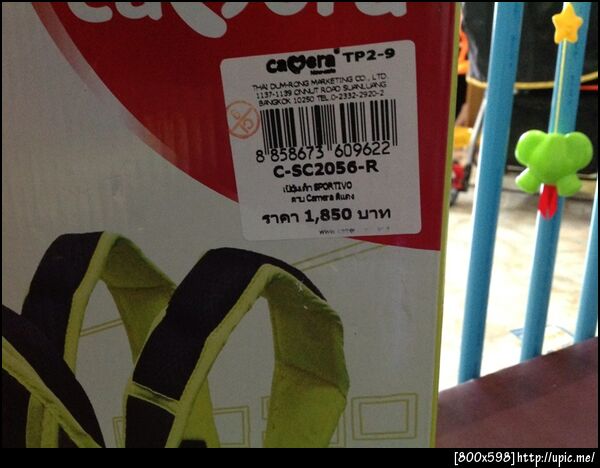 camera
camera TP2-9
THAI DUM-RONG MARKETING CO., LTD.
1137-1139 ONNUT ROAD SUANLUANG
BANGKOK 10250 TEL.0-2332-2920-2
8 858673 609622
C-SC2056-R
เป้อุ้มเด็ก SPORTIVO
ตรา Camera สีแดง
ราคา 1,850 บาท
[800x598]http://upic.me/